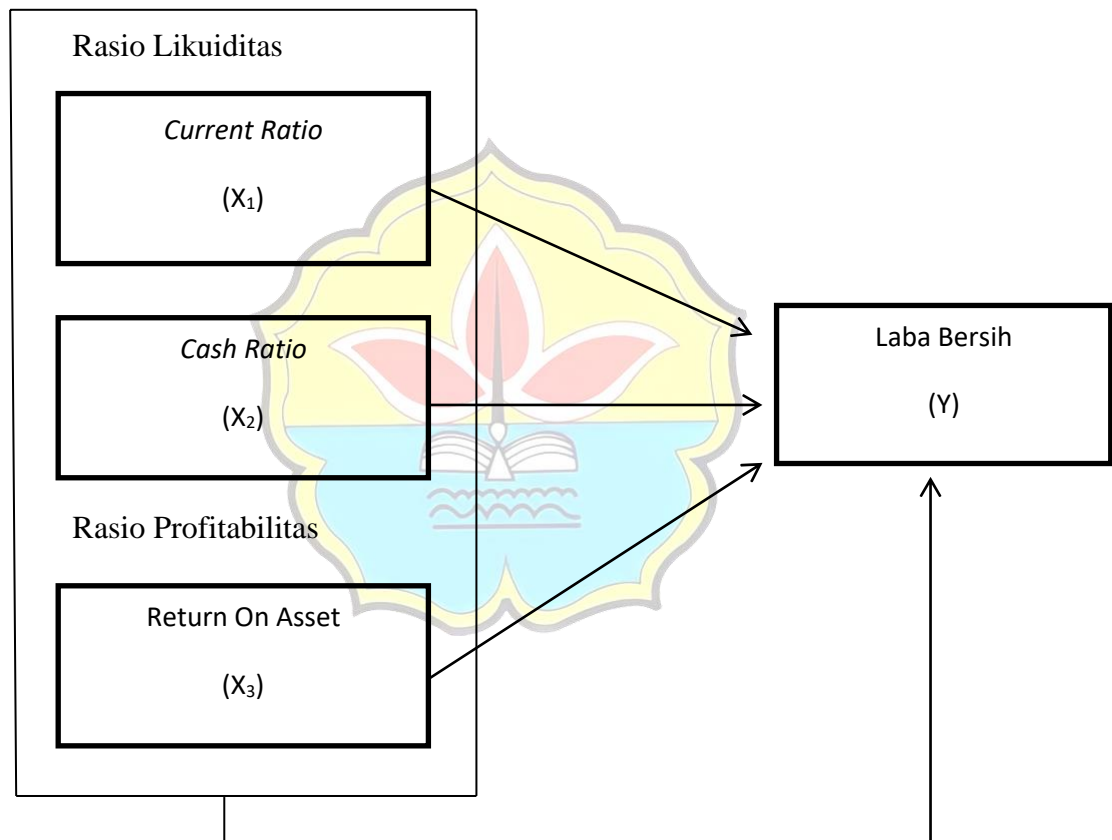 Rasio Likuiditas
Current Ratio
(X₁)
Cash Ratio
(X₂)
Rasio Profitabilitas
Return On Asset
(X₃)
Laba Bersih
(Y)